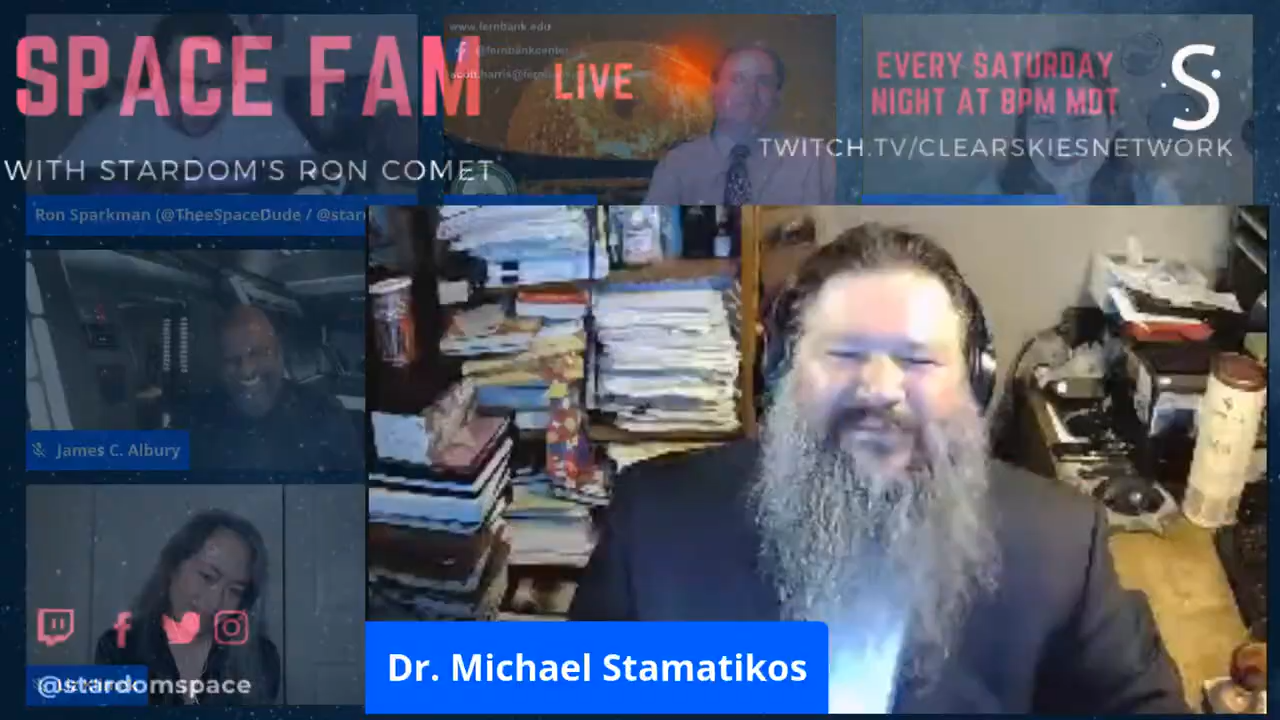 www.fernbank.edu
SPACE FAM
@fernbankcenter
LIVE
EVERY SATURDAY
NIGHT AT 8PM MDT
S
TWITCH.TV/CLEARSKIESNETWORK
WITH STARDOM'S RON COMET
Ron Sparkman (@TheeSpaceDude / @star
James C. Albury
@stardomspace
Dr. Michael Stamatikos